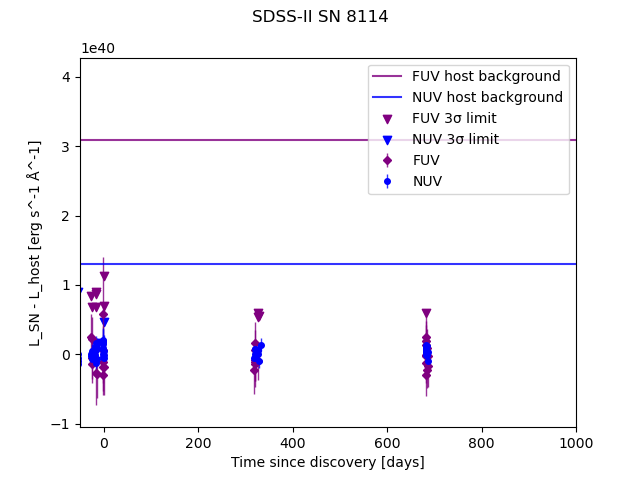 SDSS-II SN 8114
1e40
FUV host background
NUV host background
FUV 3σ limit
NUV 3σ limit
FUV
NUV
4
3
2
1
0
−1
L_SN - L_host [erg s^-1 Å^-1]
0 200 400 600 800 1000
Time since discovery [days]